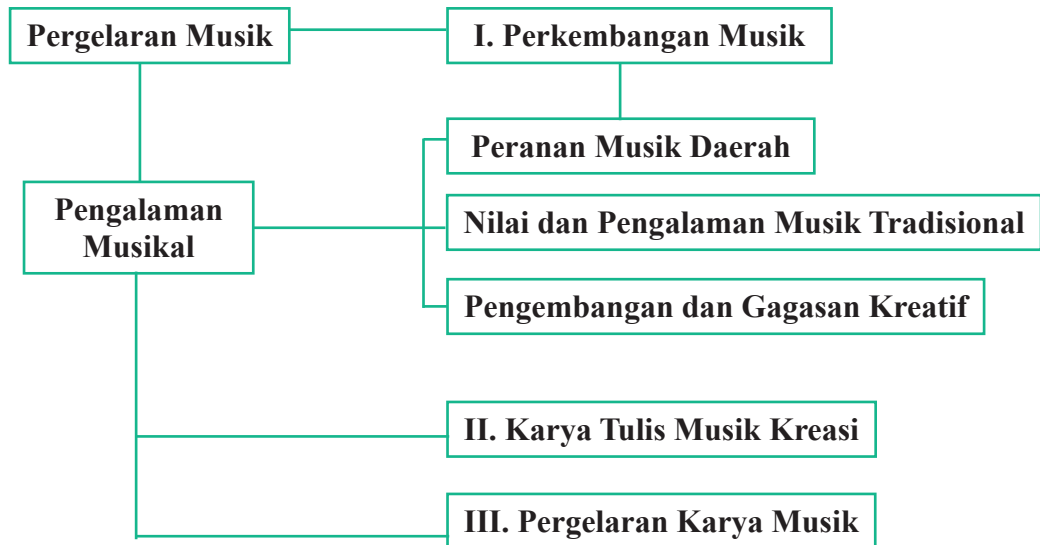 Pergelaran Musik
I. Perkembangan Musik
Peranan Musik Daerah
Pengalaman
Musikal
Nilai dan Pengalaman Musik Tradisional
Pengembangan dan Gagasan Kreatif
II. Karya Tulis Musik Kreasi
III. Pergelaran Karya Musik